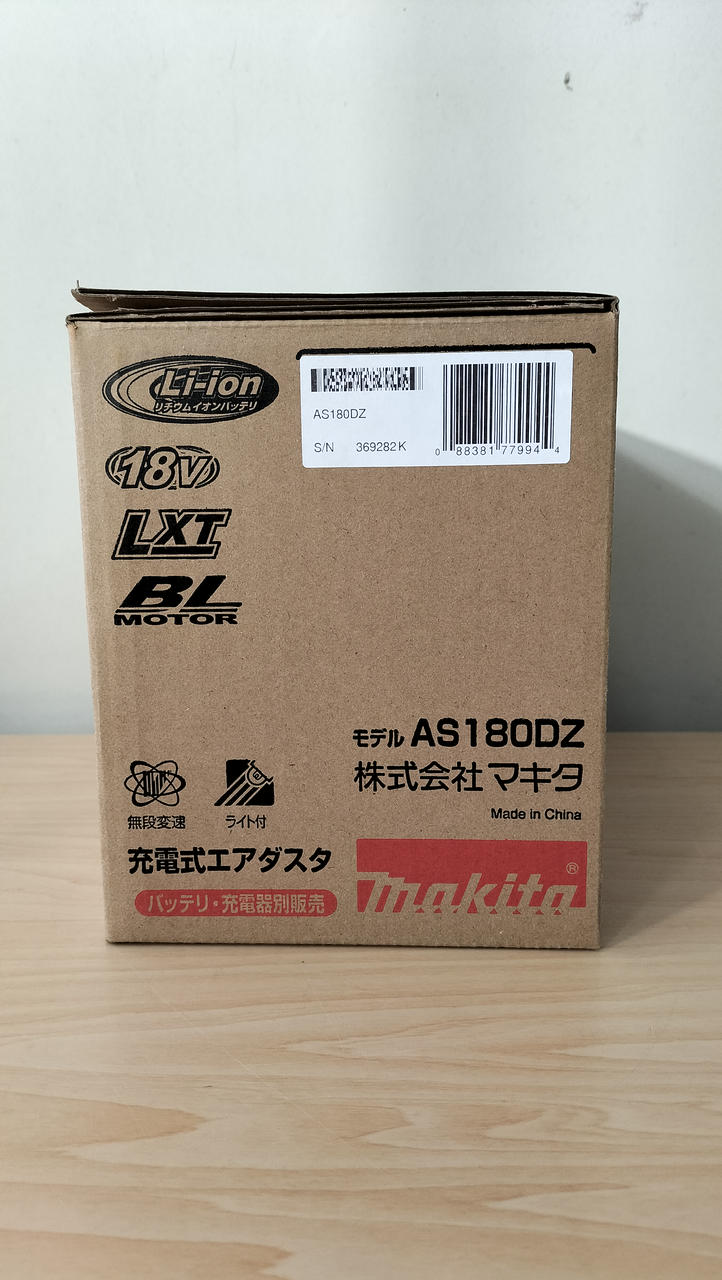 Li-ion
リチウムイオンバッテリ
18V
LXT
BL
MOTOR
AS180DZ
S/N 369282K
0 88381 77994 4
モデル AS180DZ
株式会社マキタ
Made in China
無段変速
ライト付
充電式エアダスタ
バッテリ・充電器別販売
makita®